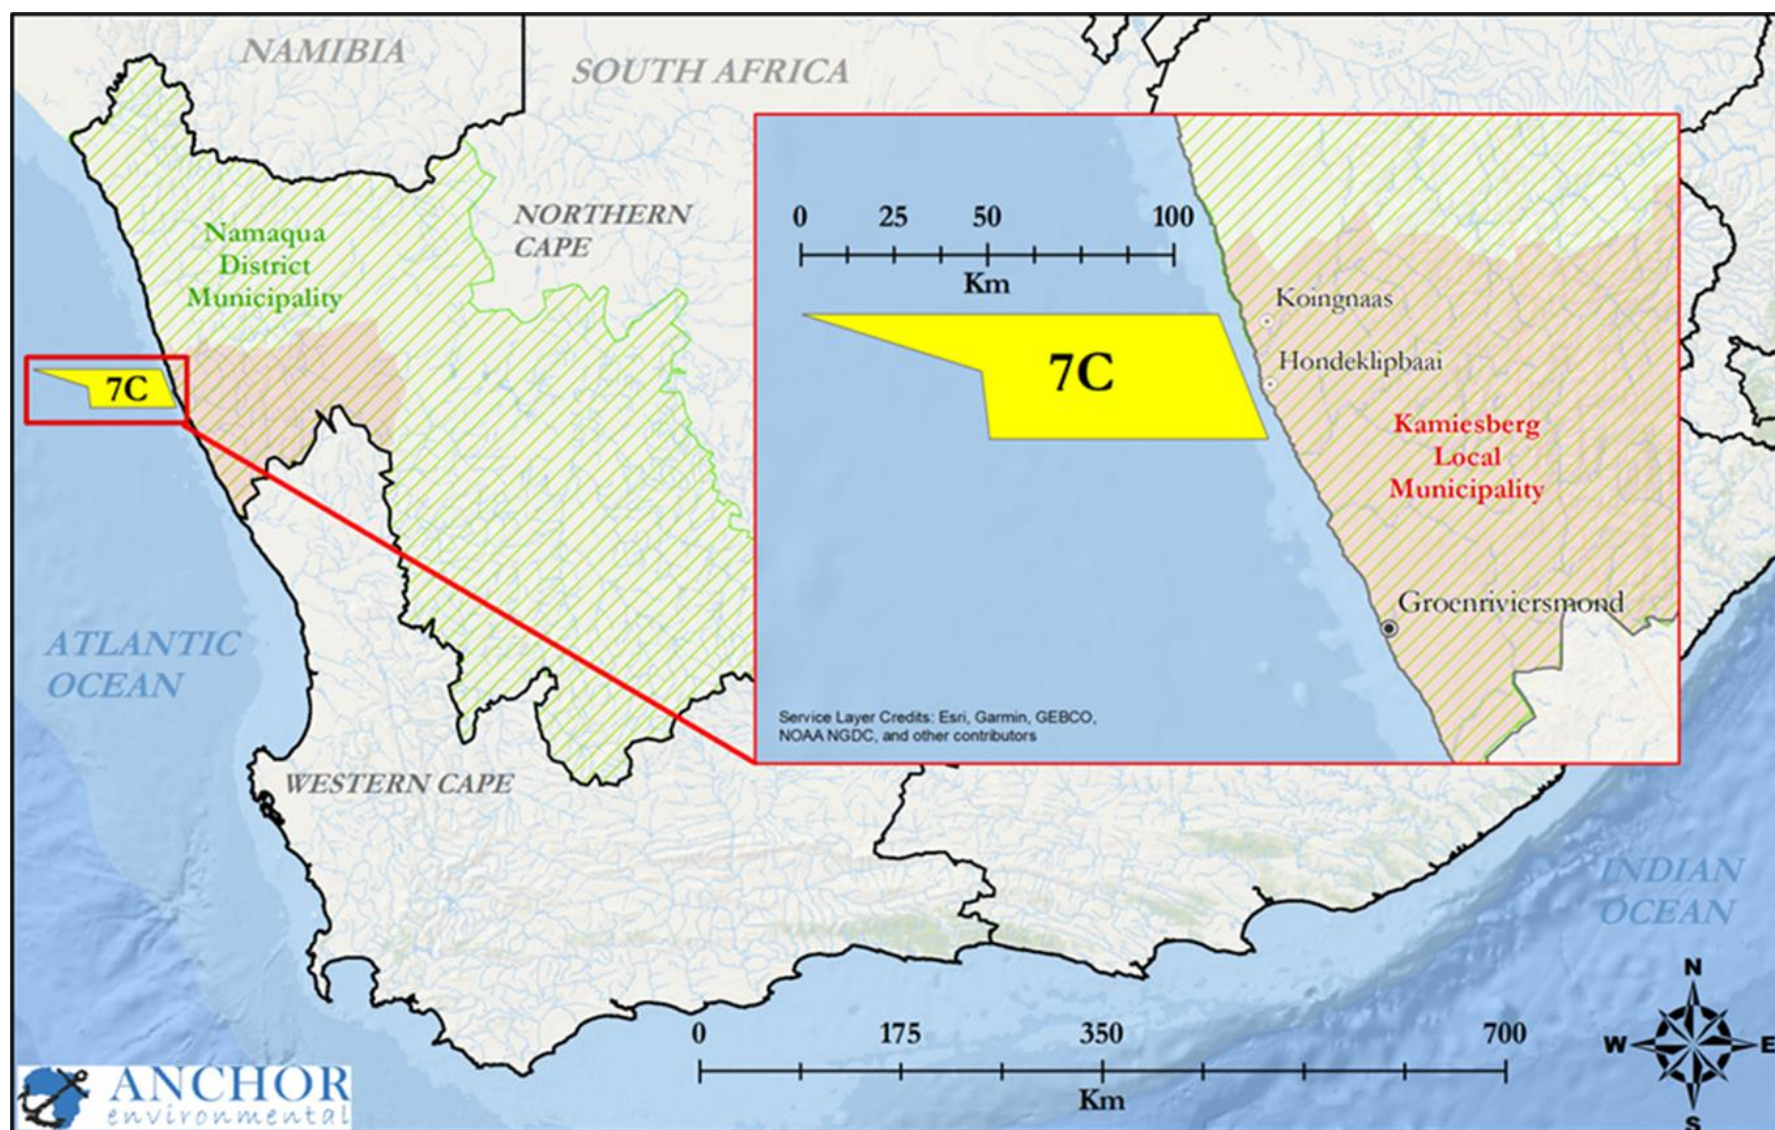 NAMIBIA
SOUTH AFRICA
NORTHERN
CAPE
Namaqua
District
Municipality
7C
ATLANTIC
OCEAN
WESTERN CAPE
0 25 50 100
Km
7C
Koingnaas
Hondeklipbaai
Kamiesberg
Local
Municipality
Groenriviersmond
Service Layer Credits: Esri, Garmin, GEBCO,
NOAA NGDC, and other contributors
INDIAN
OCEAN
N
W E
S
0 175 350 700
Km
ANCHOR
environmental